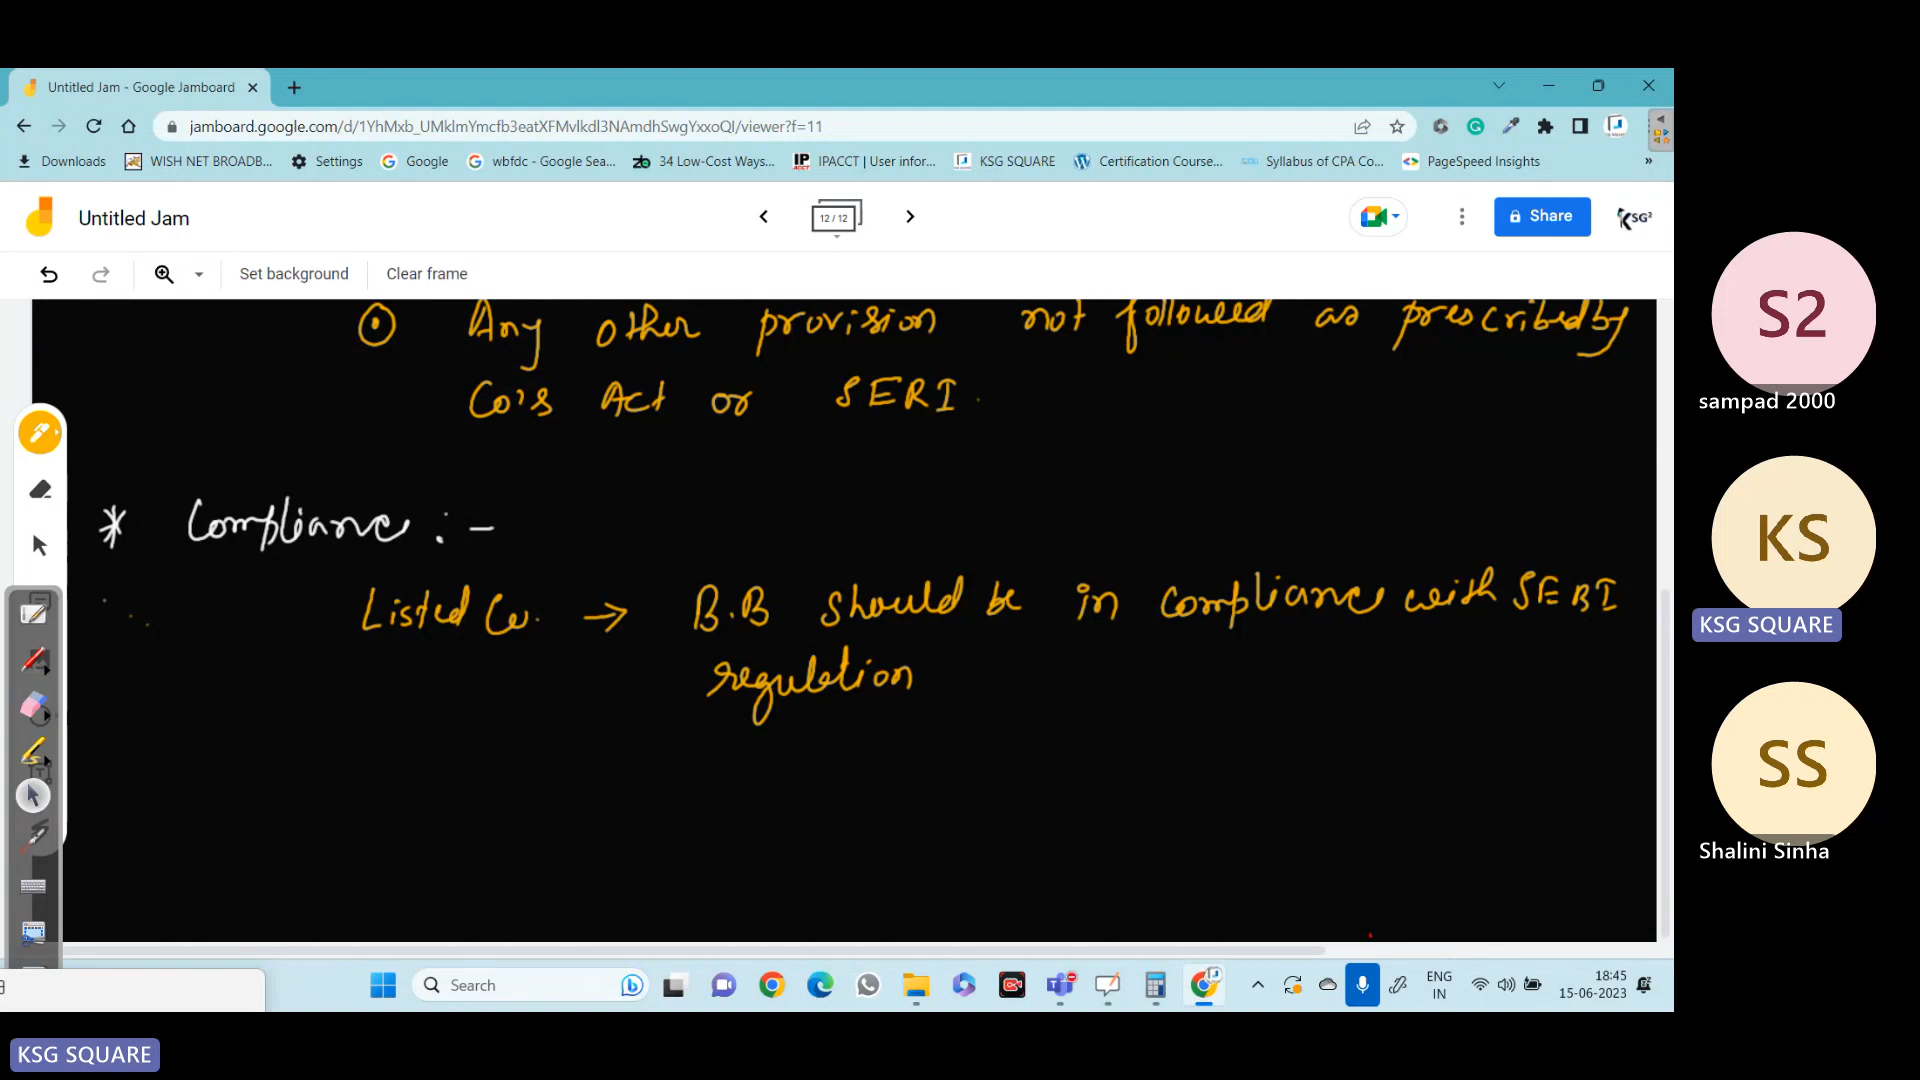 Untitled Jam - Google Jamboard
jamboard.google.com/d/1YhMxb_UMklmYmcfb3eatXFMvlkdl3NAmdhSwgYxxoQI/viewer?f=11
Downloads WISH NET BROADB... Settings Google wbfdc - Google Sea... 34 Low-Cost Ways... IPACCT | User infor... KSG SQUARE Certification Course... Syllabus of CPA Co... PageSpeed Insights »
Untitled Jam 12 / 12 Share KSG²
Set background Clear frame
Any other provision not followed as prescribed by
Co's Act or SEBI.
* Compliance :-
Listed Co. → B.B should be in compliance with SEBI
regulation
S2
sampad 2000
KS
KSG SQUARE
SS
Shalini Sinha
Search
ENG
IN
18:45
15-06-2023
KSG SQUARE